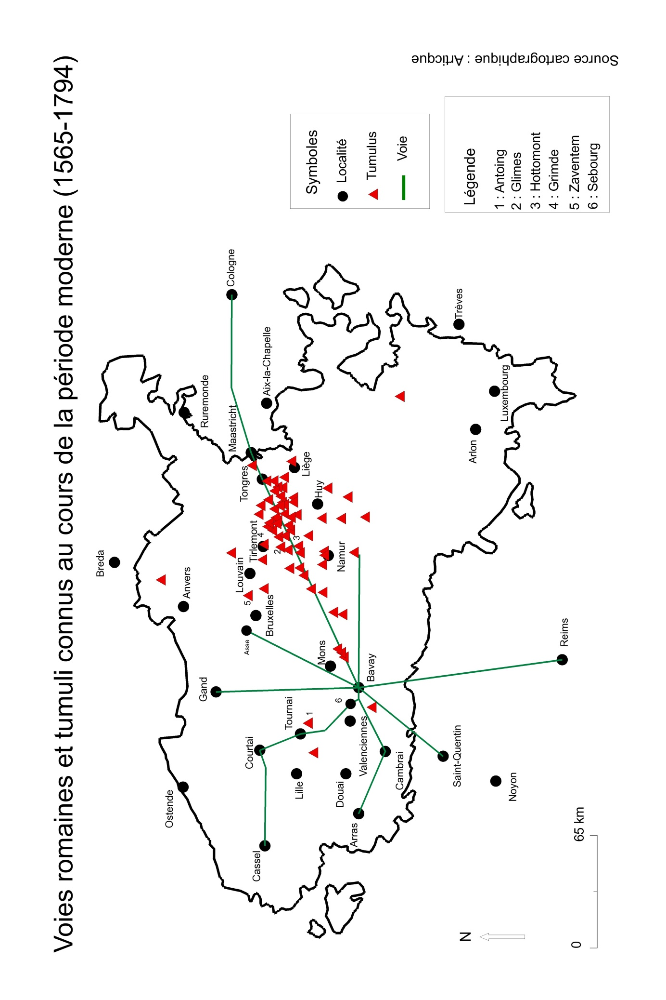 Voies romaines et tumuli connus au cours de la période moderne (1565-1794)
Breda
Anvers
Ruremonde
Ostende
Gand
Cologne
Maastricht
Tongres
Aix-la-Chapelle
Tirlemont
4
Louvain
5
Bruxelles
Asse
Courtai
Cassel
Liège
Huy
2
3
Namur
Mons
Tournai
1
Lille
6
Bavay
Valenciennes
Douai
Arras
Cambrai
Saint-Quentin
Noyon
Reims
Trèves
Luxembourg
Arlon
Symboles
Localité
Tumulus
Voie
Légende
1 : Antoing
2 : Glimes
3 : Hottomont
4 : Grimde
5 : Zaventem
6 : Sebourg
N
0
65 km
Source cartographique : Articque